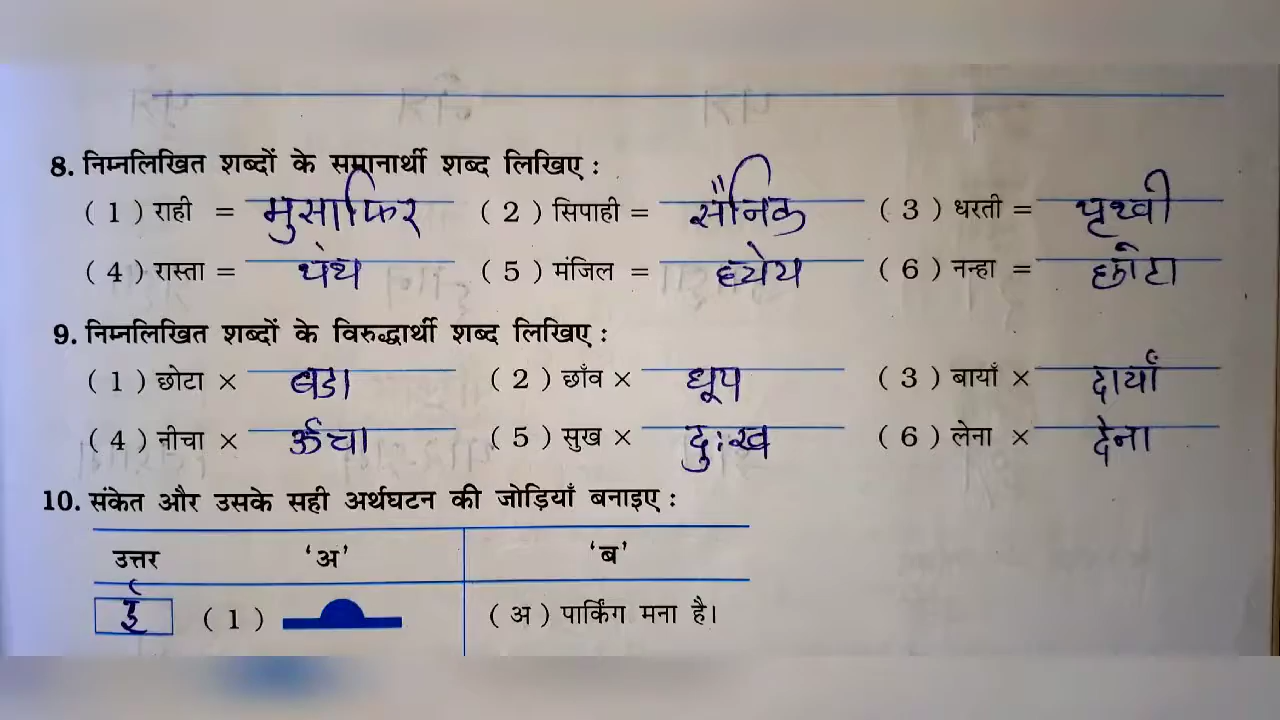 8. निम्नलिखित शब्दों के समानार्थी शब्द लिखिए :
( 1 ) राही = मुसाफिर ( 2 ) सिपाही = सैनिक ( 3 ) धरती = पृथ्वी
( 4 ) रास्ता = पंथ ( 5 ) मंजिल = ध्येय ( 6 ) नन्हा = छोटा
9. निम्नलिखित शब्दों के विरुद्धार्थी शब्द लिखिए :
( 1 ) छोटा × बडा ( 2 ) छाँव × धूप ( 3 ) बायाँ × दायाँ
( 4 ) नीचा × ऊँचा ( 5 ) सुख × दुःख ( 6 ) लेना × देना
10. संकेत और उसके सही अर्थघटन की जोड़ियाँ बनाइए :
उत्तर ‘अ’ ‘ब’
ई ( 1 ) ( अ ) पार्किंग मना है।